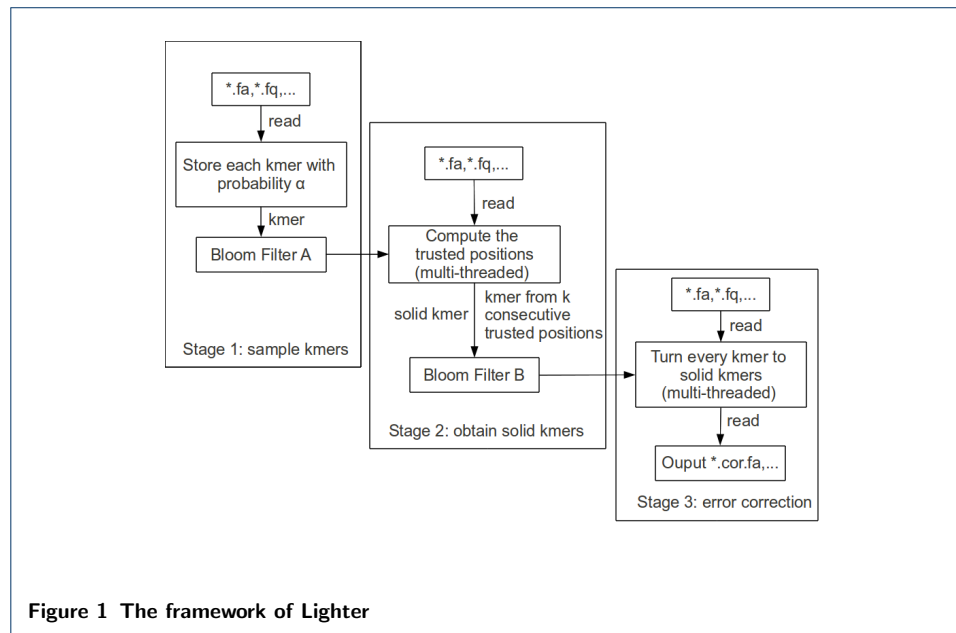 *.fa,*.fq,...
read
Store each kmer with
probability α
kmer
Bloom Filter A
Stage 1: sample kmers
*.fa,*.fq,...
read
Compute the
trusted positions
(multi-threaded)
solid kmer
kmer from k
consecutive
trusted positions
Bloom Filter B
Stage 2: obtain solid kmers
*.fa,*.fq,...
read
Turn every kmer to
solid kmers
(multi-threaded)
read
Ouput *.cor.fa,...
Stage 3: error correction
Figure 1 The framework of Lighter